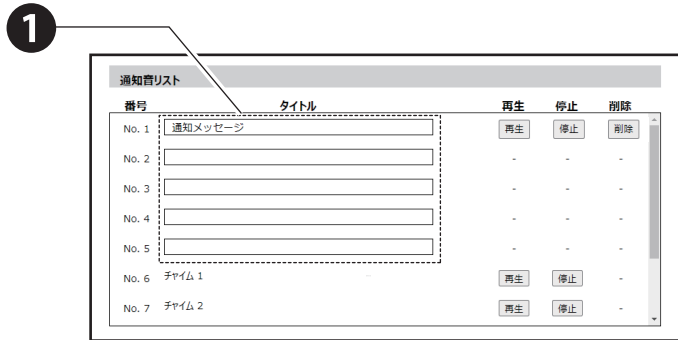 1
通知音リスト
番号 タイトル 再生 停止 削除
No. 1 通知メッセージ 再生 停止 削除
No. 2 - - -
No. 3 - - -
No. 4 - - -
No. 5 - - -
No. 6 チャイム 1 再生 停止 -
No. 7 チャイム 2 再生 停止 -